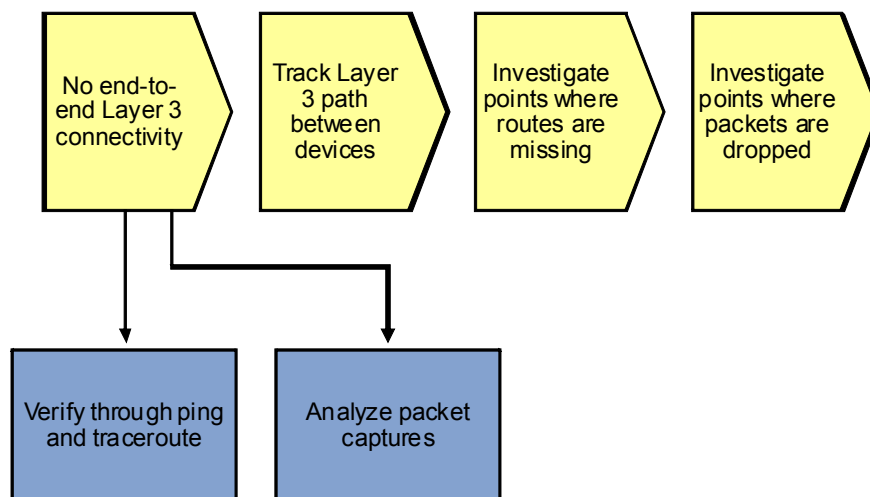 No end-to-
end Layer 3
connectivity
Track Layer
3 path
between
devices
Investigate
points where
routes are
missing
Investigate
points where
packets are
dropped
Verify through ping
and traceroute
Analyze packet
captures